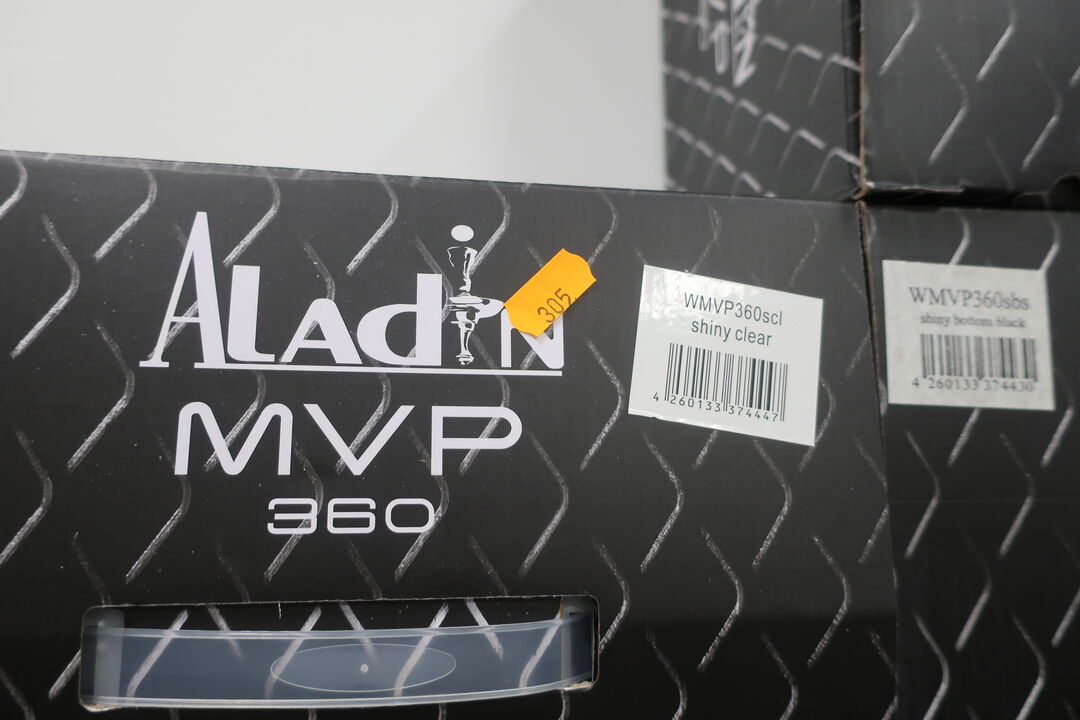 ALADIN
MVP
360
305
WMVP360scl
shiny clear
4 260133 374447
WMVP360sbs
shiny bottom black
4 260133 374430